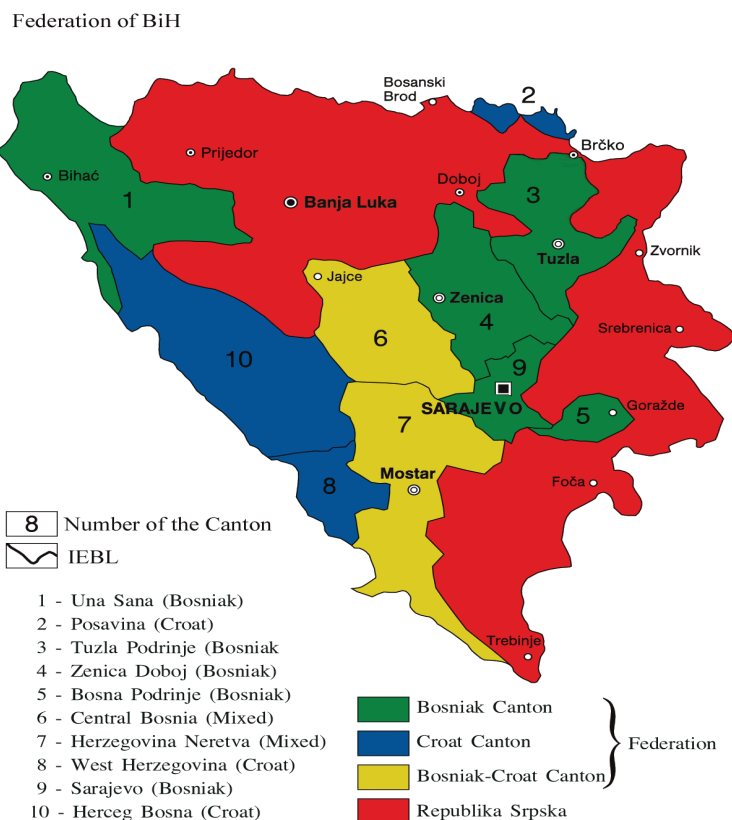 Federation of BiH
Bosanski
Brod
2
Brčko
Prijedor
Doboj
Bihać
1
Banja Luka
3
Tuzla
Zvornik
Jajce
Zenica
4
Srebrenica
6
10
9
SARAJEVO
Goražde
5
7
Mostar
8
Foča
Trebinje
8 Number of the Canton
IEBL
1 - Una Sana (Bosniak)
2 - Posavina (Croat)
3 - Tuzla Podrinje (Bosniak
4 - Zenica Doboj (Bosniak)
5 - Bosna Podrinje (Bosniak)
6 - Central Bosnia (Mixed)
7 - Herzegovina Neretva (Mixed)
8 - West Herzegovina (Croat)
9 - Sarajevo (Bosniak)
10 - Herceg Bosna (Croat)
Bosniak Canton
Croat Canton
Bosniak-Croat Canton
Federation
Republika Srpska